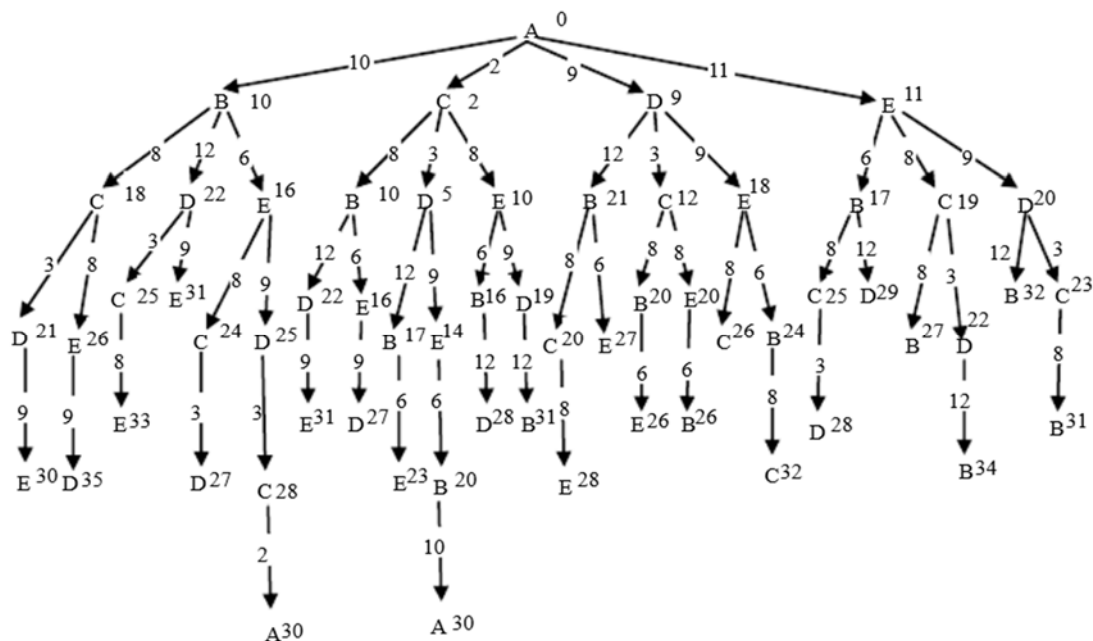 A 0
10 2 9 11
B 10 C 2 D 9 E 11
8 12 6 8 3 8 12 3 9 6 8 9
C 18 D 22 E 16 B 10 D 5 E 10 B 21 C 12 E 18 B 17 C 19 D 20
3 8 3 9 8 9 12 6 12 9 6 9 8 6 8 8 8 6 8 12 8 3 12 3
C 25 E 31 D 22 E 16 B 16 D 19 B 20 E 20 C 25 D 29 B 32 C 23
D 21 E 26 C 24 D 25 B 17 E 14 C 20 E 27 C 26 B 24 B 27 D 22
9 9 8 3 3 9 9 6 6 12 12 8 6 6 8 3 12 8
E 33 E 31 D 27 D 28 B 31 E 26 B 26 D 28 B 31
E 30 D 35 D 27 C 28 E 23 B 20 E 28 C 32 B 34
2 10
A 30 A 30